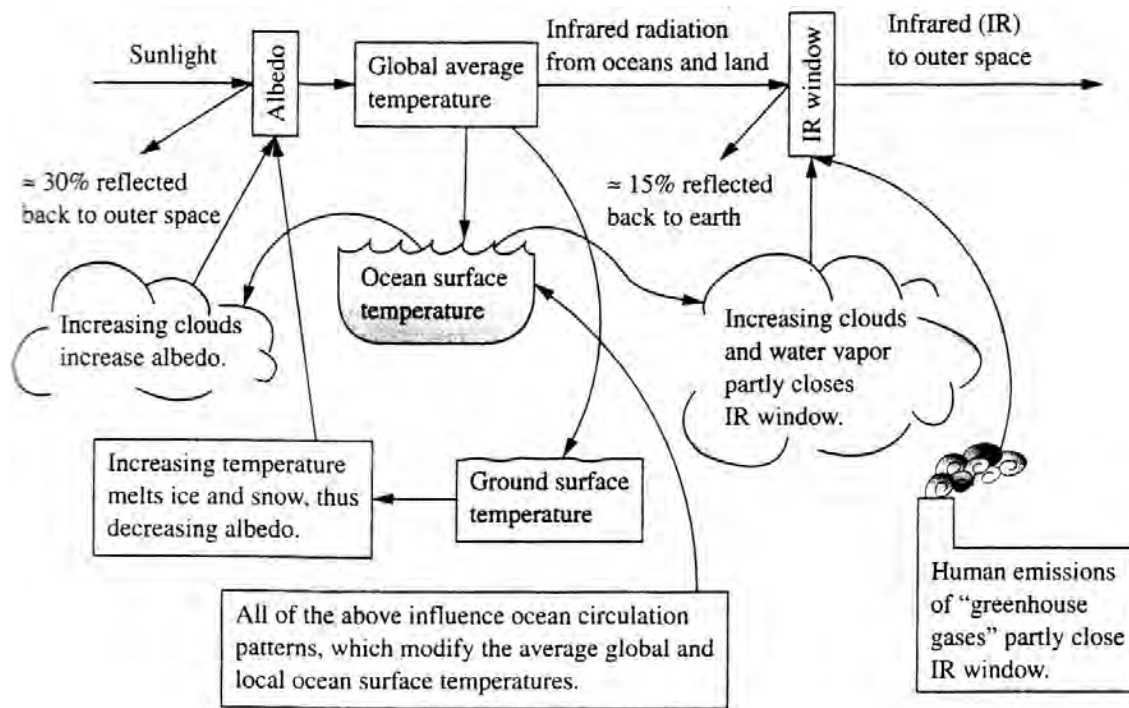 Sunlight
Albedo
Global average
temperature
Infrared radiation
from oceans and land
IR window
Infrared (IR)
to outer space
≈ 30% reflected
back to outer space
≈ 15% reflected
back to earth
Increasing clouds
increase albedo.
Ocean surface
temperature
Increasing clouds
and water vapor
partly closes
IR window.
Increasing temperature
melts ice and snow, thus
decreasing albedo.
Ground surface
temperature
All of the above influence ocean circulation
patterns, which modify the average global and
local ocean surface temperatures.
Human emissions
of “greenhouse
gases” partly close
IR window.